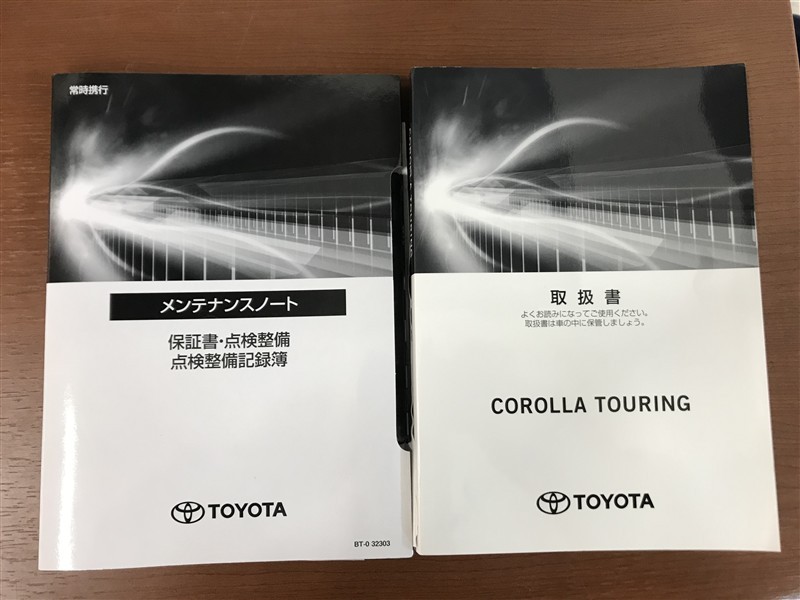 常時携行
メンテナンスノート
保証書・点検整備
点検整備記録簿
TOYOTA
BT-0 32303
取扱書
よくお読みになってご使用ください。
取扱書は車の中に保管しましょう。
COROLLA TOURING
TOYOTA